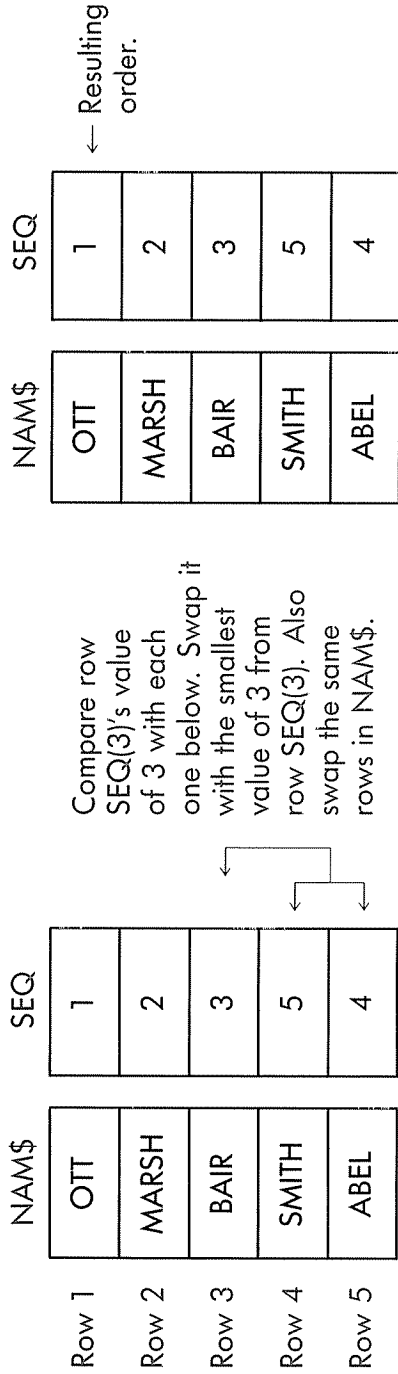 NAM$ SEQ
Row 1 OTT 1
Row 2 MARSH 2
Row 3 BAIR 3
Row 4 SMITH 5
Row 5 ABEL 4
Compare row
SEQ(3)'s value
of 3 with each
one below. Swap it
with the smallest
value of 3 from
row SEQ(3). Also
swap the same
rows in NAM$.
NAM$ SEQ
OTT 1
MARSH 2
BAIR 3
SMITH 5
ABEL 4
← Resulting
order.